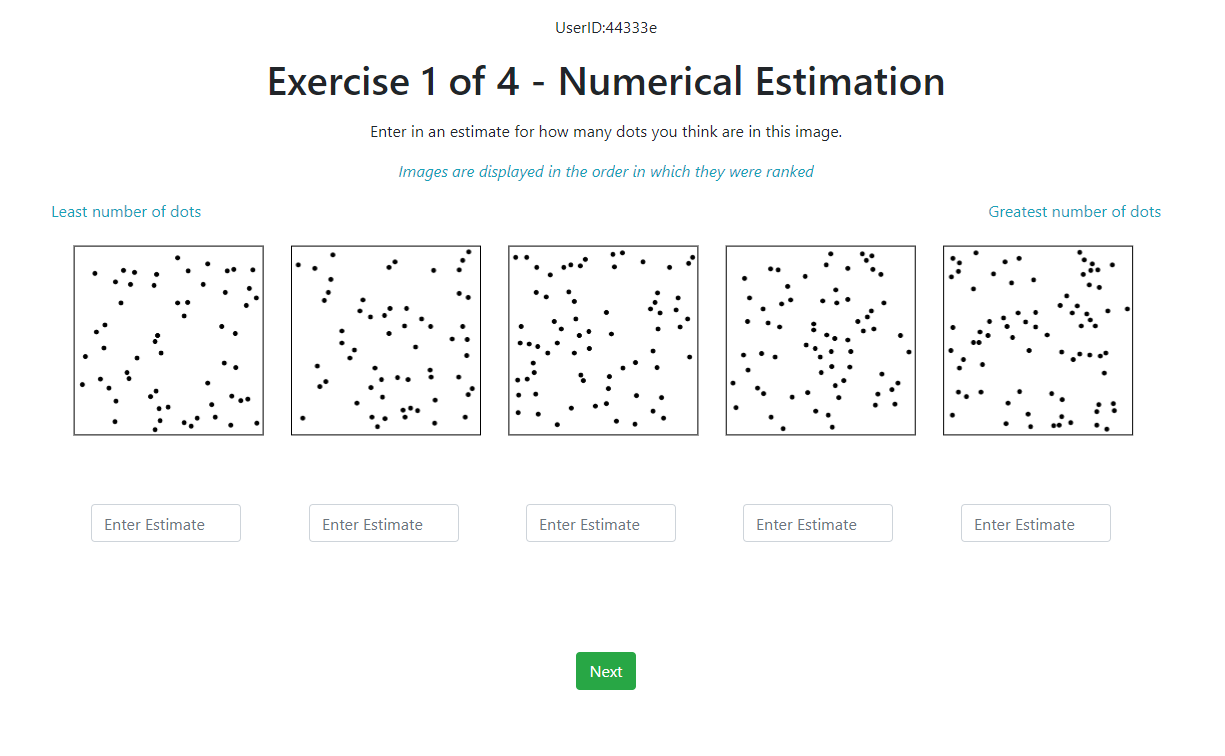 UserID:44333e
Exercise 1 of 4 - Numerical Estimation
Enter in an estimate for how many dots you think are in this image.
Images are displayed in the order in which they were ranked
Least number of dots
Greatest number of dots
Enter Estimate
Enter Estimate
Enter Estimate
Enter Estimate
Enter Estimate
Next